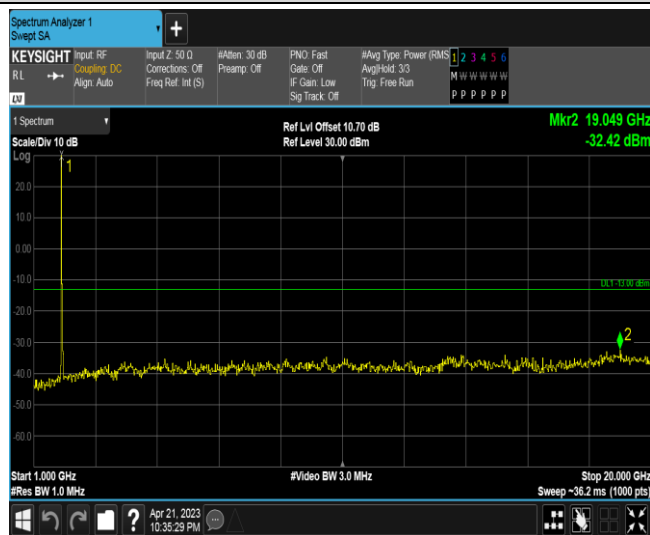 Spectrum Analyzer 1
Swept SA
+
KEYSIGHT
RL
LXI
Input: RF
Coupling: DC
Align: Auto
Input Z: 50 Ω
Corrections: Off
Freq Ref: Int (S)
#Atten: 30 dB
Preamp: Off
PNO: Fast
Gate: Off
IF Gain: Low
Sig Track: Off
#Avg Type: Power (RMS
Avg|Hold: 3/3
Trig: Free Run
1 2 3 4 5 6
M W W W W W
P P P P P P
1 Spectrum
Scale/Div 10 dB
Ref Lvl Offset 10.70 dB
Ref Level 30.00 dBm
Mkr2 19.049 GHz
-32.42 dBm
Log
1
20.0
10.0
0.00
-10.0
DL1 -13.00 dBm
-20.0
-30.0
2
-40.0
-50.0
-60.0
Start 1.000 GHz
#Video BW 3.0 MHz
Stop 20.000 GHz
#Res BW 1.0 MHz
Sweep ~36.2 ms (1000 pts)
?
Apr 21, 2023
10:35:29 PM